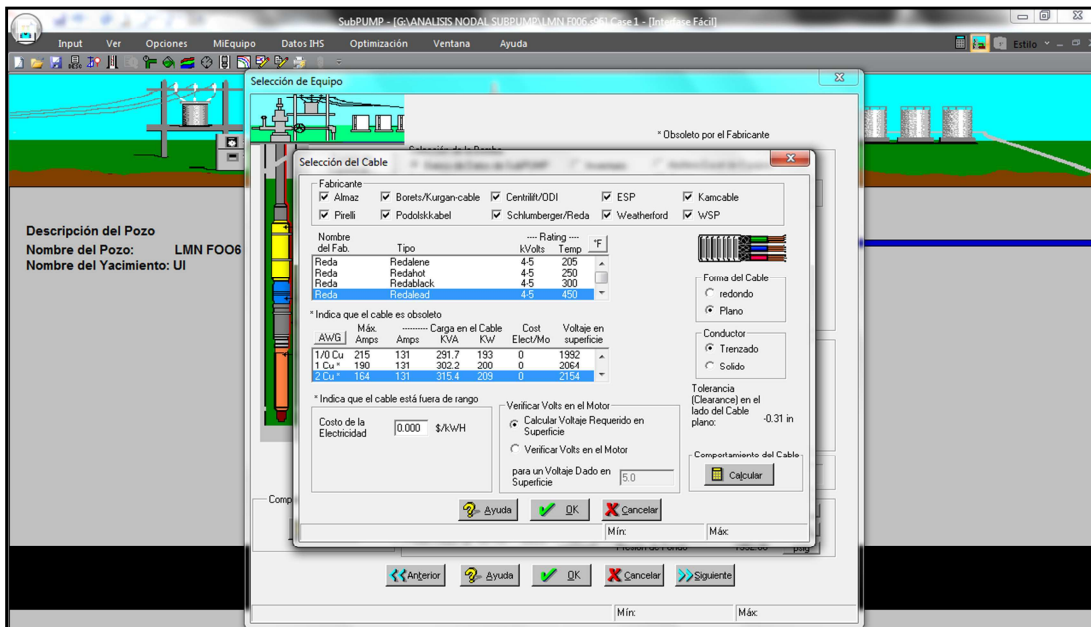 SubPUMP - [G:\ANALISIS NODAL SUBPUMP\LMN F006.s96] Case 1 - [Interfase Fácil]
Input Ver Opciones MiEquipo Datos IHS Optimización Ventana Ayuda
Estilo
Selección de Equipo
* Obsoleto por el Fabricante
Selección del Cable
Fabricante
Almaz Borets/Kurgan-cable Centrilift/ODI ESP Kamcable
Pirelli Podolskkabel Schlumberger/Reda Weatherford WSP
Nombre del Fab. Tipo ---- Rating ---- kVolts Temp °F
Reda Redalene 4-5 205
Reda Redahot 4-5 250
Reda Redablack 4-5 300
Reda Redalead 4-5 450
* Indica que el cable es obsoleto
AWG Máx. Amps ---------- Carga en el Cable Amps KVA KW Cost Elect/Mo Voltaje en superficie
1/0 Cu 215 131 291.7 193 0 1992
1 Cu * 190 131 302.2 200 0 2064
2 Cu * 164 131 315.4 209 0 2154
* Indica que el cable está fuera de rango
Costo de la Electricidad 0.000 $/kWH
Verificar Volts en el Motor
Calcular Voltaje Requerido en Superficie
Verificar Volts en el Motor
para un Voltaje Dado en Superficie 5.0
Forma del Cable
redondo
Plano
Conductor
Trenzado
Solido
Tolerancia (Clearance) en el lado del Cable plano: -0.31 in
Comportamiento del Cable
Calcular
Ayuda OK Cancelar
Mín: Máx:
Descripción del Pozo
Nombre del Pozo: LMN FOO6
Nombre del Yacimiento: UI
Comp
Anterior Ayuda OK Cancelar Siguiente
Mín: Máx: